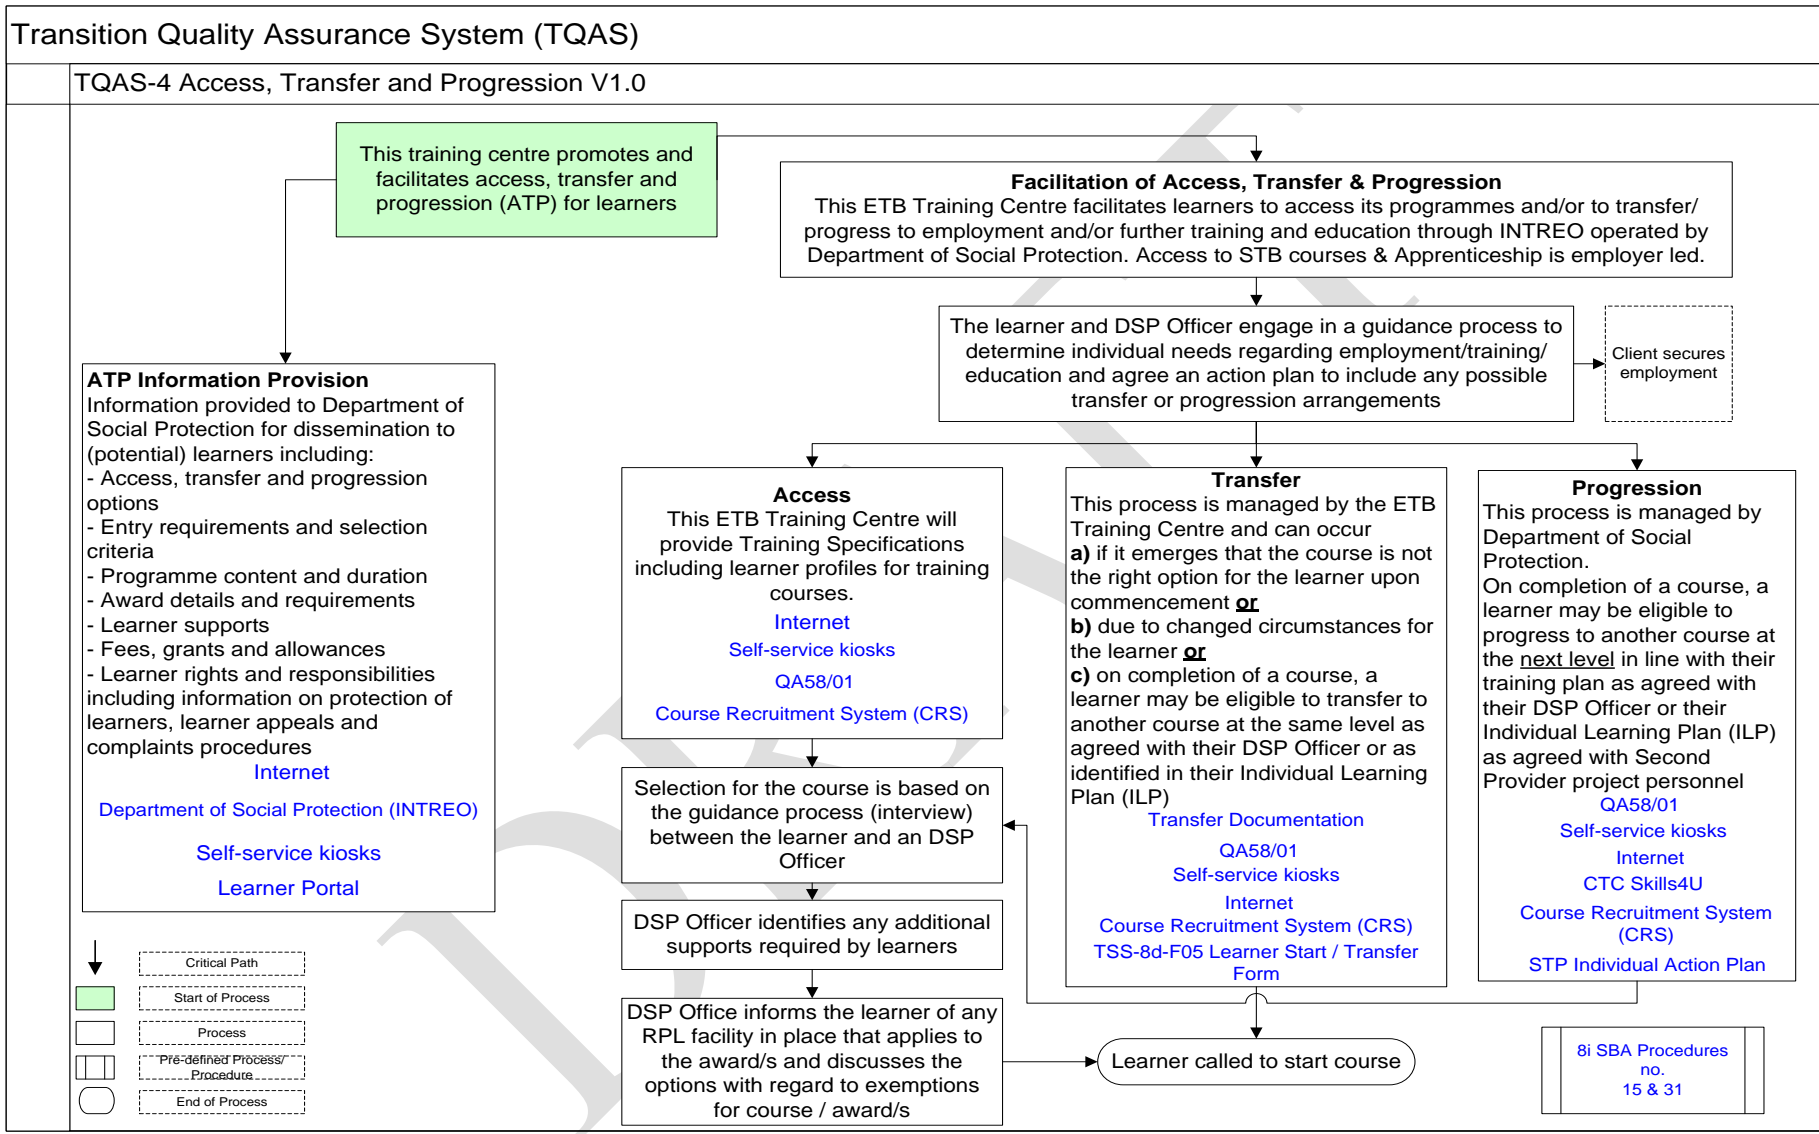 Transition Quality Assurance System (TQAS)
TQAS-4 Access, Transfer and Progression V1.0
This training centre promotes and
facilitates access, transfer and
progression (ATP) for learners
Facilitation of Access, Transfer & Progression
This ETB Training Centre facilitates learners to access its programmes and/or to transfer/
progress to employment and/or further training and education through INTREO operated by
Department of Social Protection. Access to STB courses & Apprenticeship is employer led.
The learner and DSP Officer engage in a guidance process to
determine individual needs regarding employment/training/
education and agree an action plan to include any possible
transfer or progression arrangements
Client secures
employment
ATP Information Provision
Information provided to Department of
Social Protection for dissemination to
(potential) learners including:
- Access, transfer and progression
options
- Entry requirements and selection
criteria
- Programme content and duration
- Award details and requirements
- Learner supports
- Fees, grants and allowances
- Learner rights and responsibilities
including information on protection of
learners, learner appeals and
complaints procedures
Internet
Department of Social Protection (INTREO)
Self-service kiosks
Learner Portal
Access
This ETB Training Centre will
provide Training Specifications
including learner profiles for training
courses.
Internet
Self-service kiosks
QA58/01
Course Recruitment System (CRS)
Selection for the course is based on
the guidance process (interview)
between the learner and an DSP
Officer
DSP Officer identifies any additional
supports required by learners
DSP Office informs the learner of any
RPL facility in place that applies to
the award/s and discusses the
options with regard to exemptions
for course / award/s
Transfer
This process is managed by the ETB
Training Centre and can occur
a) if it emerges that the course is not
the right option for the learner upon
commencement or
b) due to changed circumstances for
the learner or
c) on completion of a course, a
learner may be eligible to transfer to
another course at the same level as
agreed with their DSP Officer or as
identified in their Individual Learning
Plan (ILP)
Transfer Documentation
QA58/01
Self-service kiosks
Internet
Course Recruitment System (CRS)
TSS-8d-F05 Learner Start / Transfer
Form
Learner called to start course
Progression
This process is managed by
Department of Social
Protection.
On completion of a course, a
learner may be eligible to
progress to another course at
the next level in line with their
training plan as agreed with
their DSP Officer or their
Individual Learning Plan (ILP)
as agreed with Second
Provider project personnel
QA58/01
Self-service kiosks
Internet
CTC Skills4U
Course Recruitment System
(CRS)
STP Individual Action Plan
8i SBA Procedures
no.
15 & 31
Critical Path
Start of Process
Process
Pre-defined Process/
Procedure
End of Process
DRAFT